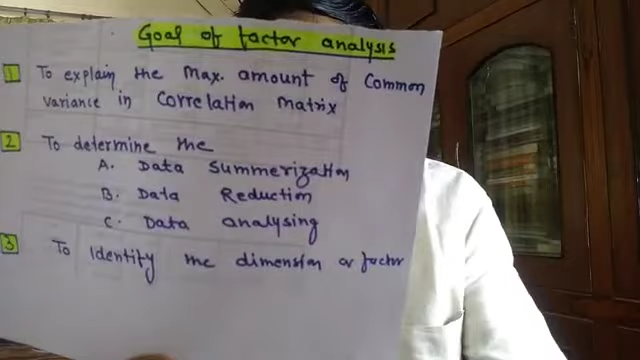 Goal of factor analysis
1 To explain the Max. amount of Common
variance in Correlation Matrix
2 To determine the
A. Data Summerization
B. Data Reduction
C. Data analysing
3 To Identify the dimension or factor